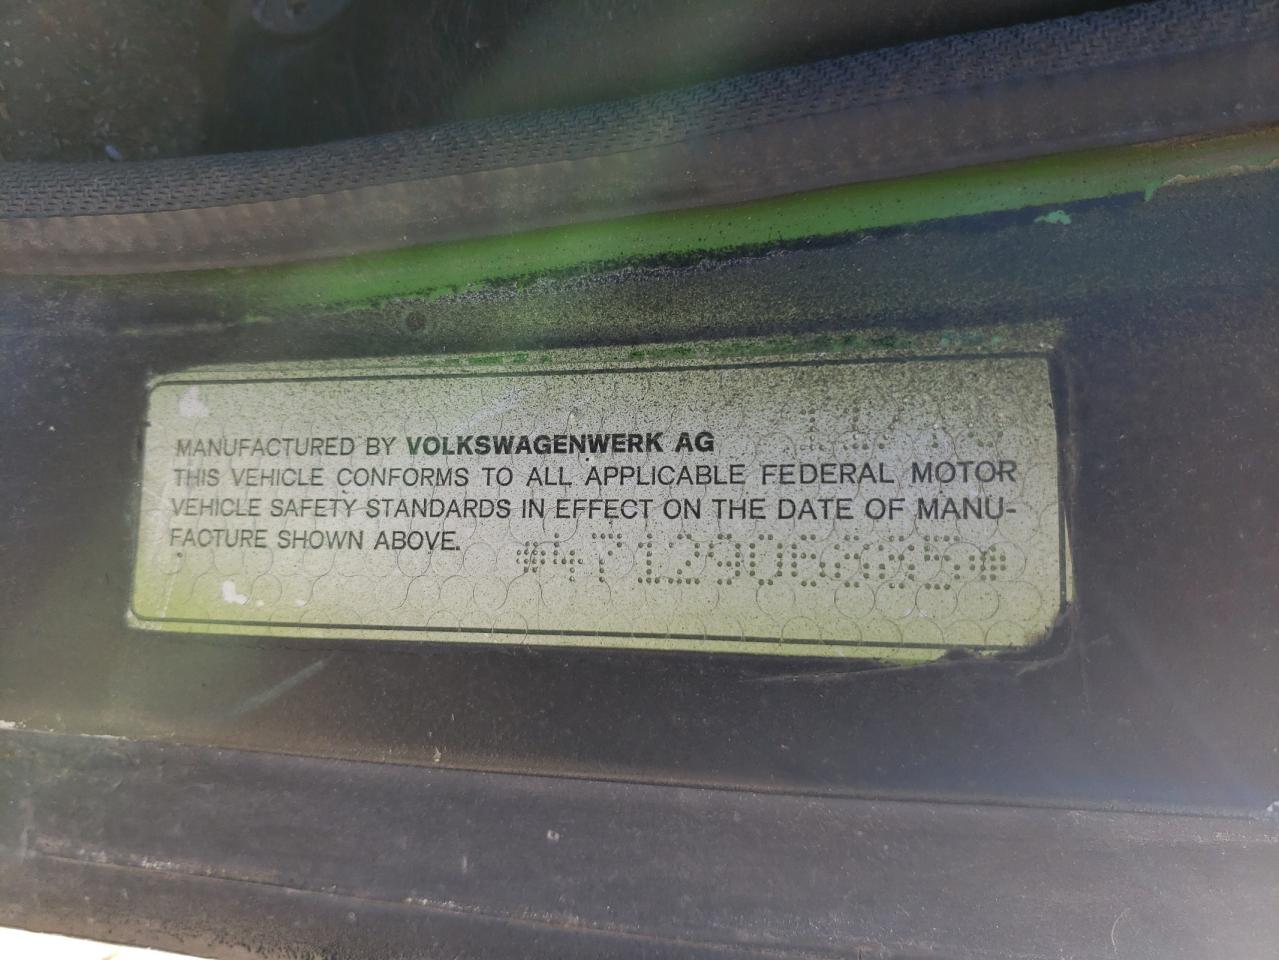 MANUFACTURED BY VOLKSWAGENWERK AG
THIS VEHICLE CONFORMS TO ALL APPLICABLE FEDERAL MOTOR
VEHICLE SAFETY STANDARDS IN EFFECT ON THE DATE OF MANU-
FACTURE SHOWN ABOVE.